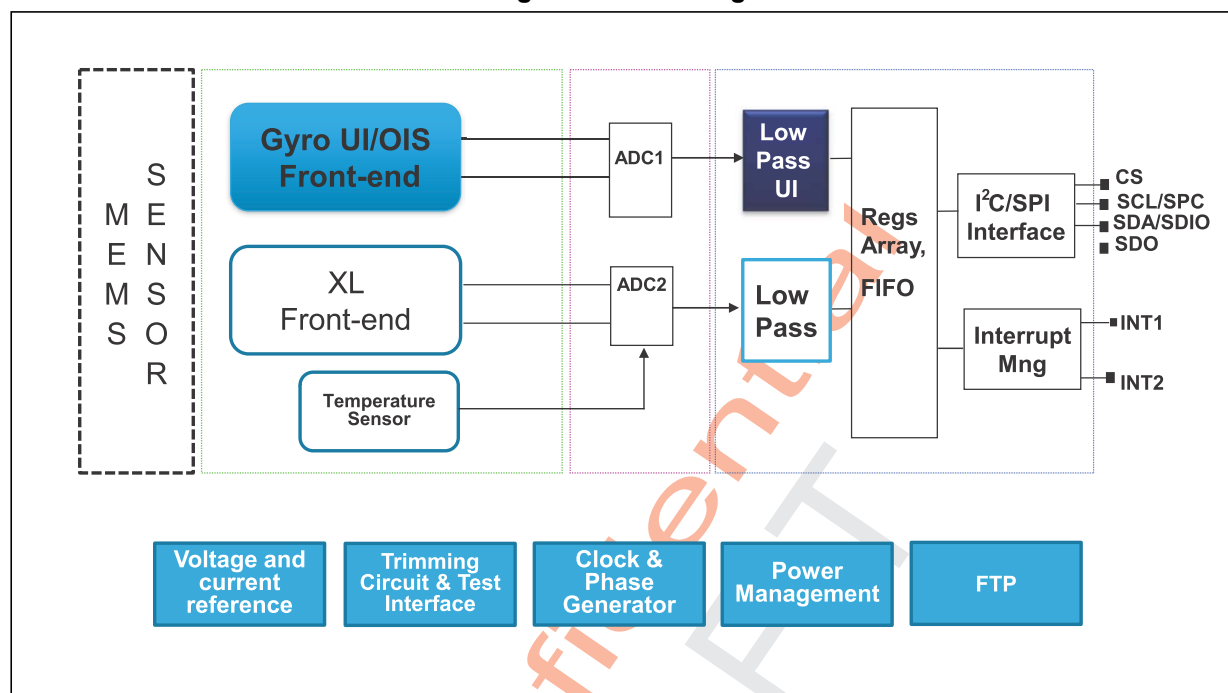 MEMS
SENSOR
Gyro UI/OIS
Front-end
XL
Front-end
Temperature
Sensor
ADC1
ADC2
Low
Pass
UI
Low
Pass
Regs
Array,
FIFO
I²C/SPI
Interface
Interrupt
Mng
CS
SCL/SPC
SDA/SDIO
SDO
INT1
INT2
Voltage and
current
reference
Trimming
Circuit & Test
Interface
Clock &
Phase
Generator
Power
Management
FTP